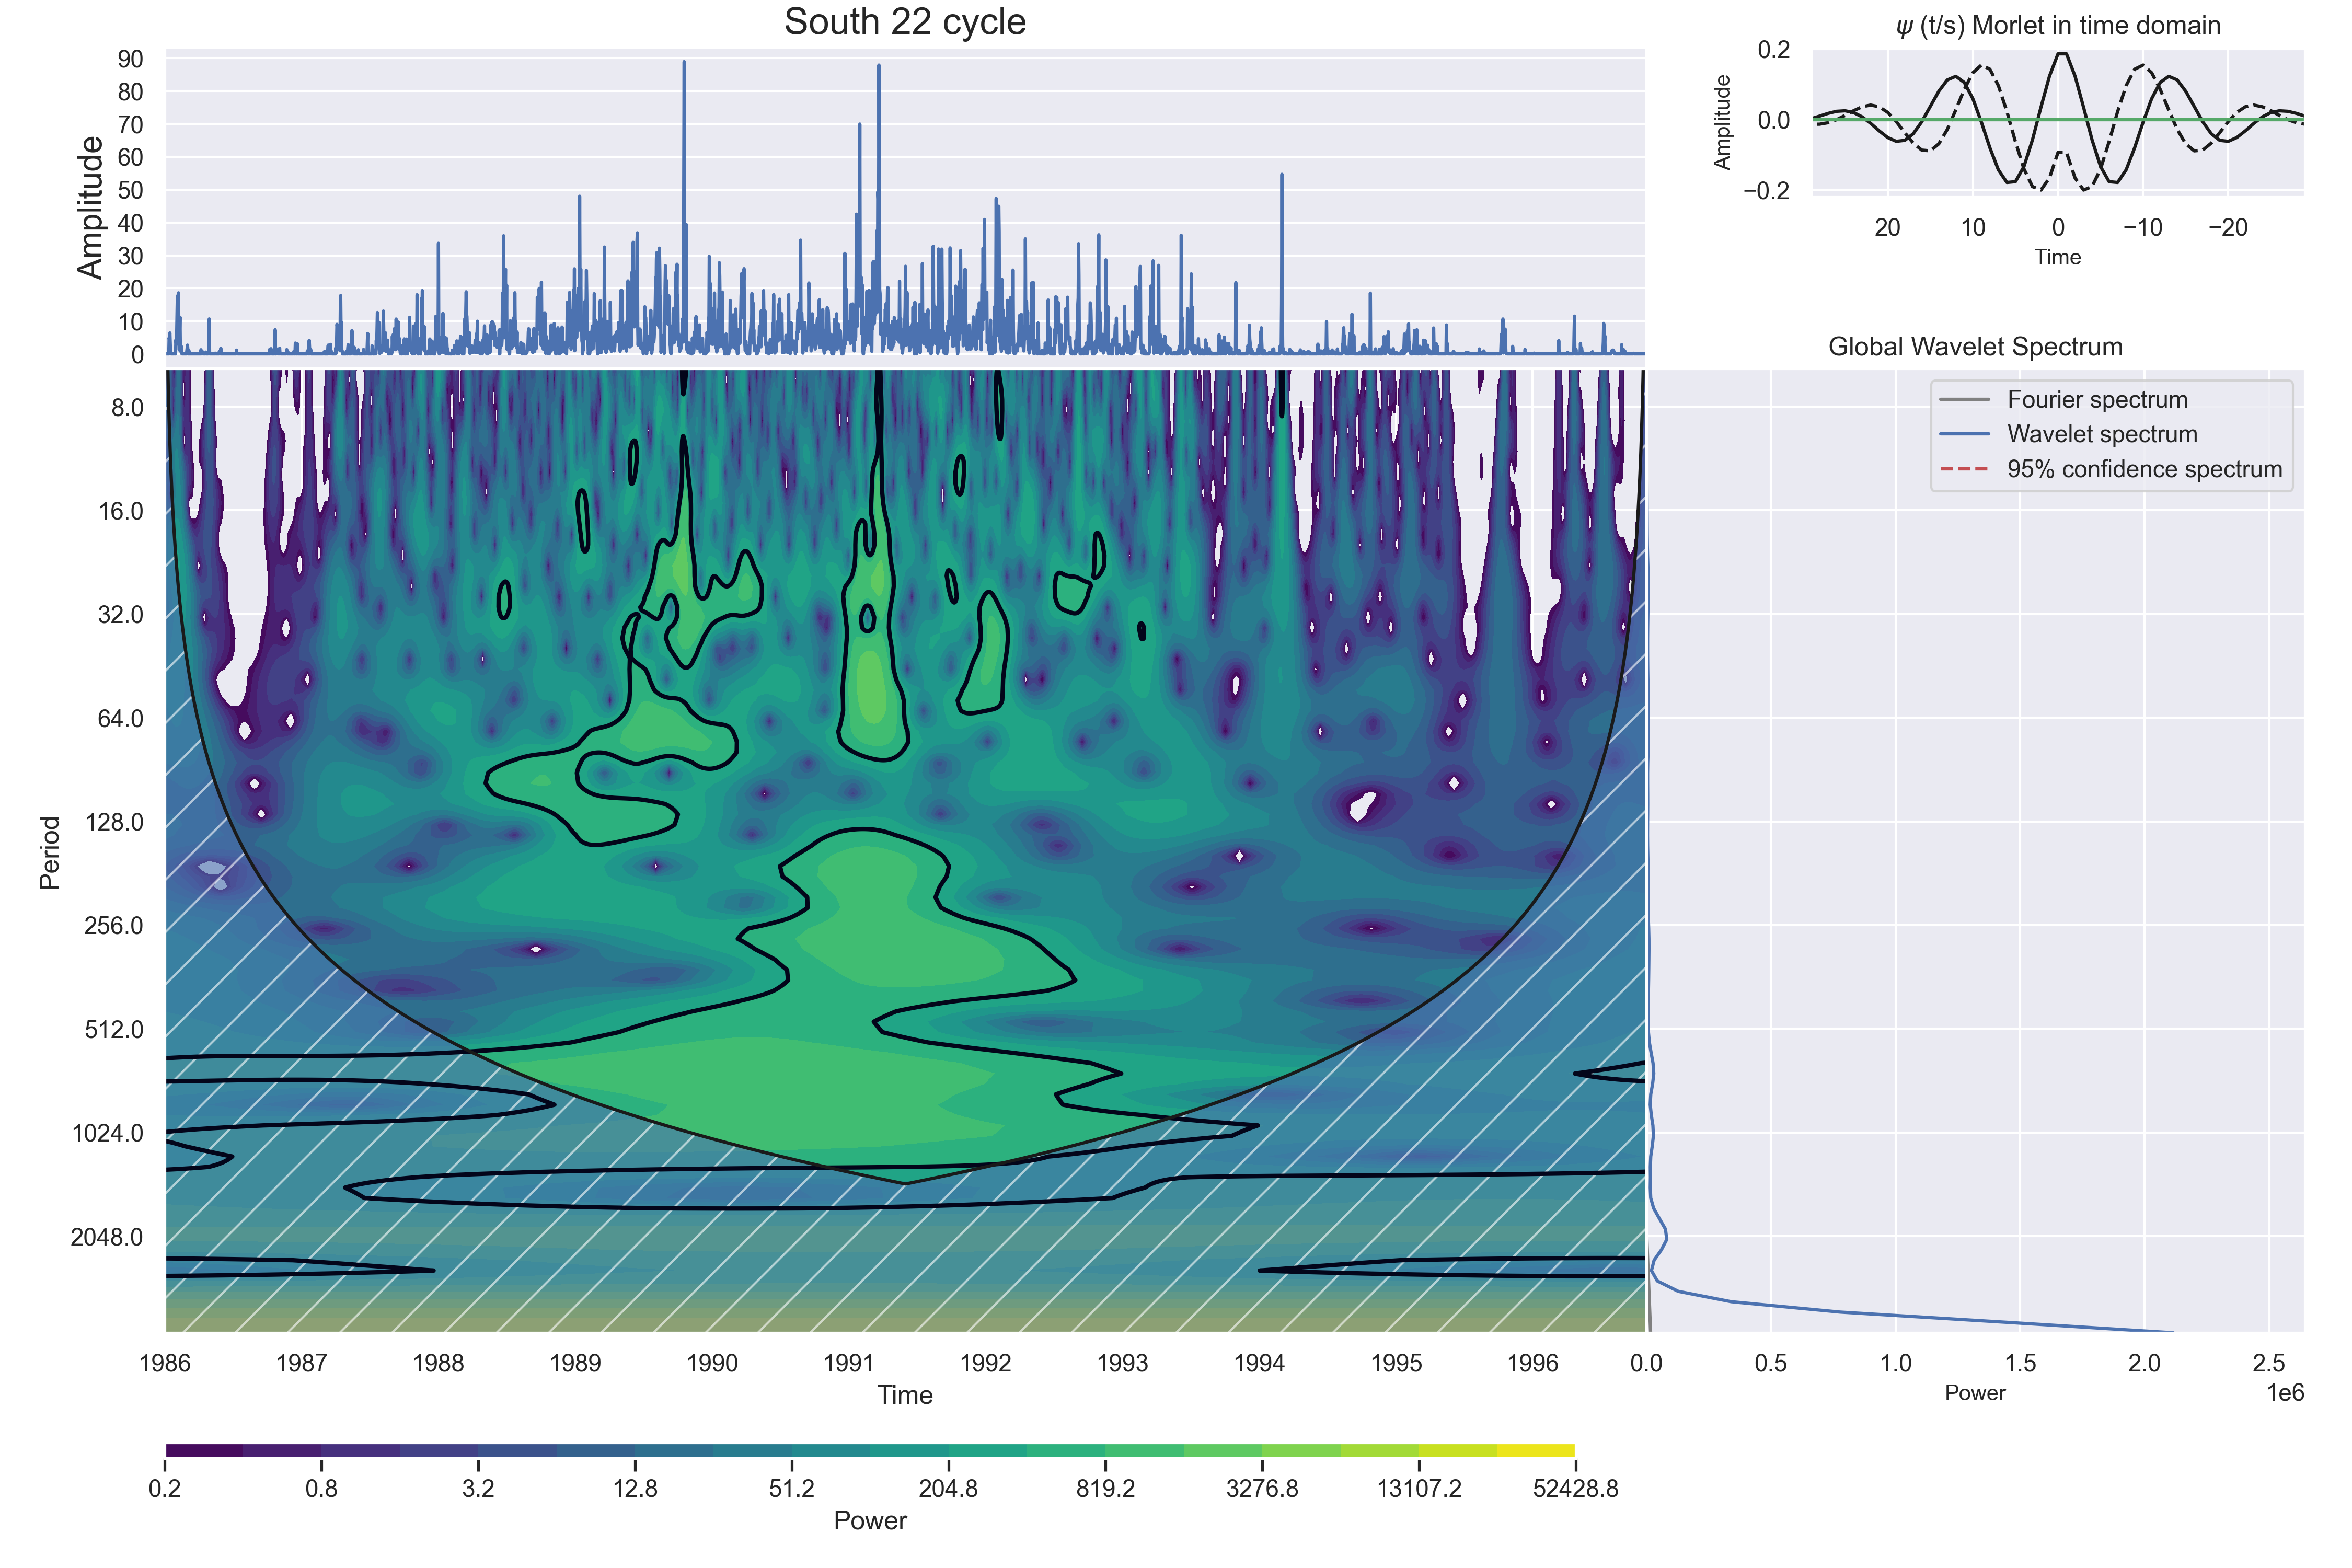 South 22 cycle
90
80
70
60
50
40
30
20
10
0
Amplitude
ψ (t/s) Morlet in time domain
0.2
0.0
−0.2
Amplitude
20 10 0 −10 −20
Time
8.0
16.0
32.0
64.0
128.0
256.0
512.0
1024.0
2048.0
Period
1986 1987 1988 1989 1990 1991 1992 1993 1994 1995 1996
Time
Global Wavelet Spectrum
Fourier spectrum
Wavelet spectrum
95% confidence spectrum
0.0 0.5 1.0 1.5 2.0 2.5
Power
1e6
0.2 0.8 3.2 12.8 51.2 204.8 819.2 3276.8 13107.2 52428.8
Power